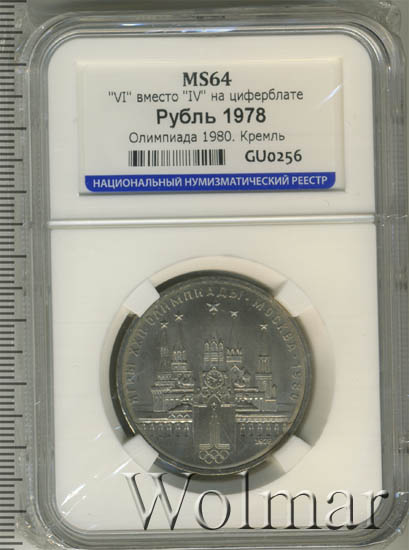 MS64
"VI" вместо "IV" на циферблате
Рубль 1978
Олимпиада 1980. Кремль
GU0256
НАЦИОНАЛЬНЫЙ НУМИЗМАТИЧЕСКИЙ РЕЕСТР
ИГРЫ XXII ОЛИМПИАДЫ • МОСКВА • 1980
1978
Wolmar